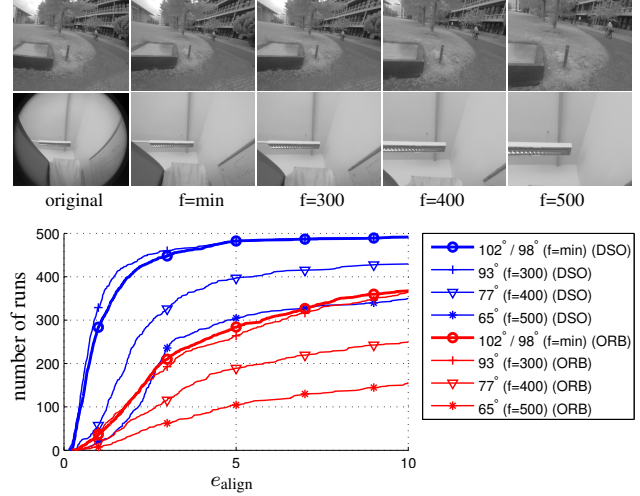 original f=min f=300 f=400 f=500
500
400
300
200
100
0
number of runs
0 5 10
e_align
102° / 98° (f=min) (DSO)
93° (f=300) (DSO)
77° (f=400) (DSO)
65° (f=500) (DSO)
102° / 98° (f=min) (ORB)
93° (f=300) (ORB)
77° (f=400) (ORB)
65° (f=500) (ORB)